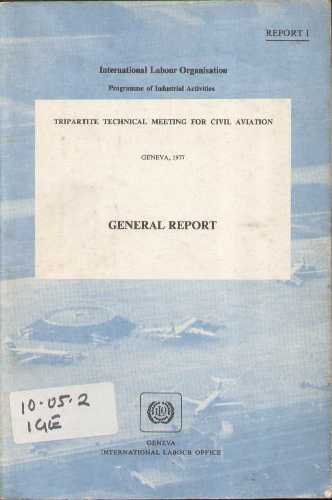 REPORT I
International Labour Organisation
Programme of Industrial Activities
TRIPARTITE TECHNICAL MEETING FOR CIVIL AVIATION
GENEVA, 1977
GENERAL REPORT
10-05.2
IGE
GENEVA
INTERNATIONAL LABOUR OFFICE